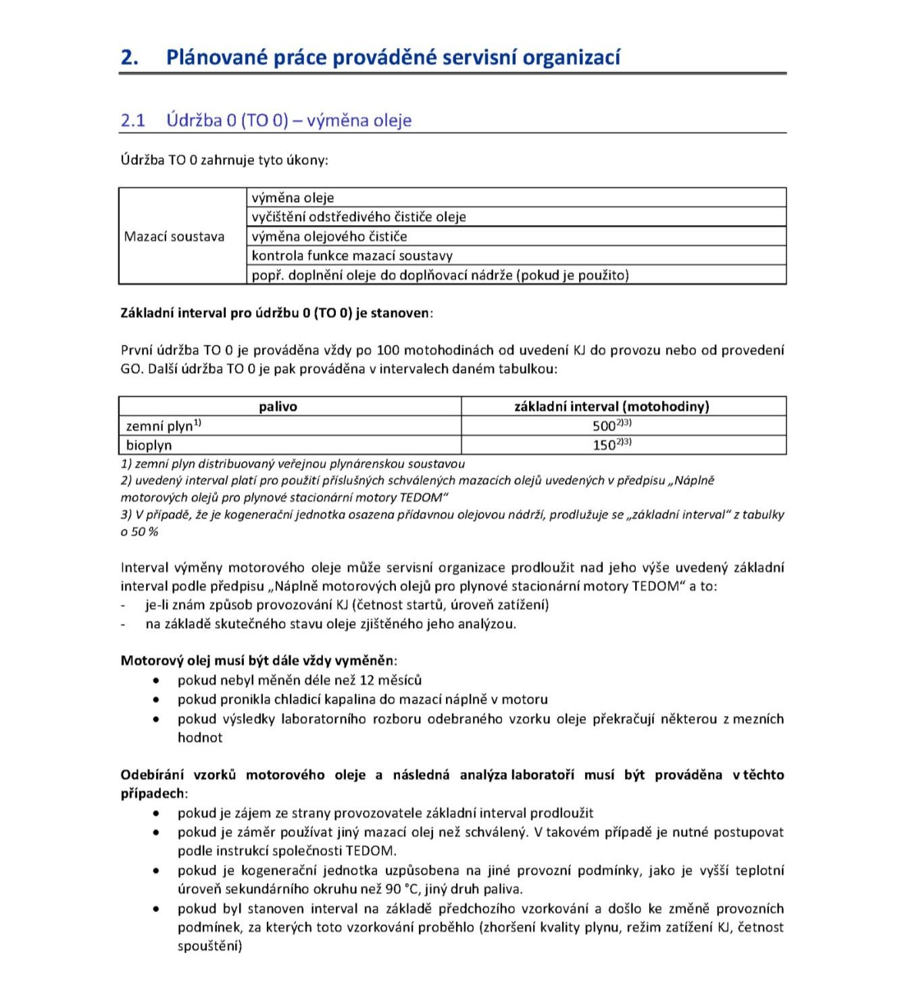 2. Plánované práce prováděné servisní organizací
2.1 Údržba 0 (TO 0) – výměna oleje
Údržba TO 0 zahrnuje tyto úkony:
Mazací soustava
výměna oleje
vyčištění odstředivého čističe oleje
výměna olejového čističe
kontrola funkce mazací soustavy
popř. doplnění oleje do doplňovací nádrže (pokud je použito)
Základní interval pro údržbu 0 (TO 0) je stanoven:
První údržba TO 0 je prováděna vždy po 100 motohodinách od uvedení KJ do provozu nebo od provedení
GO. Další údržba TO 0 je pak prováděna v intervalech daném tabulkou:
palivo základní interval (motohodiny)
zemní plyn1) 5002)3)
bioplyn 1502)3)
1) zemní plyn distribuovaný veřejnou plynárenskou soustavou
2) uvedený interval platí pro použití příslušných schválených mazacích olejů uvedených v předpisu „Náplně
motorových olejů pro plynové stacionární motory TEDOM“
3) V případě, že je kogenerační jednotka osazena přídavnou olejovou nádrží, prodlužuje se „základní interval“ z tabulky
o 50 %
Interval výměny motorového oleje může servisní organizace prodloužit nad jeho výše uvedený základní
interval podle předpisu „Náplně motorových olejů pro plynové stacionární motory TEDOM“ a to:
- je-li znám způsob provozování KJ (četnost startů, úroveň zatížení)
- na základě skutečného stavu oleje zjištěného jeho analýzou.
Motorový olej musí být dále vždy vyměněn:
• pokud nebyl měněn déle než 12 měsíců
• pokud pronikla chladicí kapalina do mazací náplně v motoru
• pokud výsledky laboratorního rozboru odebraného vzorku oleje překračují některou z mezních
hodnot
Odebírání vzorků motorového oleje a následná analýza laboratoří musí být prováděna v těchto
případech:
• pokud je zájem ze strany provozovatele základní interval prodloužit
• pokud je záměr používat jiný mazací olej než schválený. V takovém případě je nutné postupovat
podle instrukcí společnosti TEDOM.
• pokud je kogenerační jednotka uzpůsobena na jiné provozní podmínky, jako je vyšší teplotní
úroveň sekundárního okruhu než 90 °C, jiný druh paliva.
• pokud byl stanoven interval na základě předchozího vzorkování a došlo ke změně provozních
podmínek, za kterých toto vzorkování proběhlo (zhoršení kvality plynu, režim zatížení KJ, četnost
spouštění)